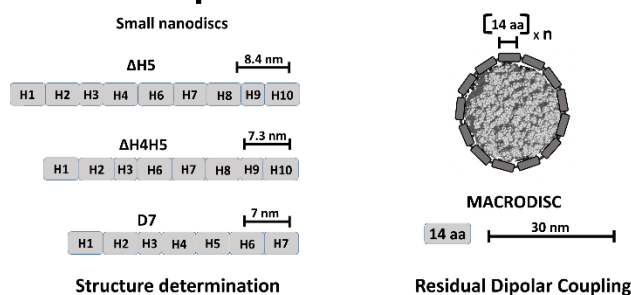 Small nanodiscs
ΔH5
8.4 nm
H1 H2 H3 H4 H6 H7 H8 H9 H10
ΔH4H5
7.3 nm
H1 H2 H3 H6 H7 H8 H9 H10
D7
7 nm
H1 H2 H3 H4 H5 H6 H7
Structure determination
[14 aa] x n
MACRODISC
14 aa
30 nm
Residual Dipolar Coupling